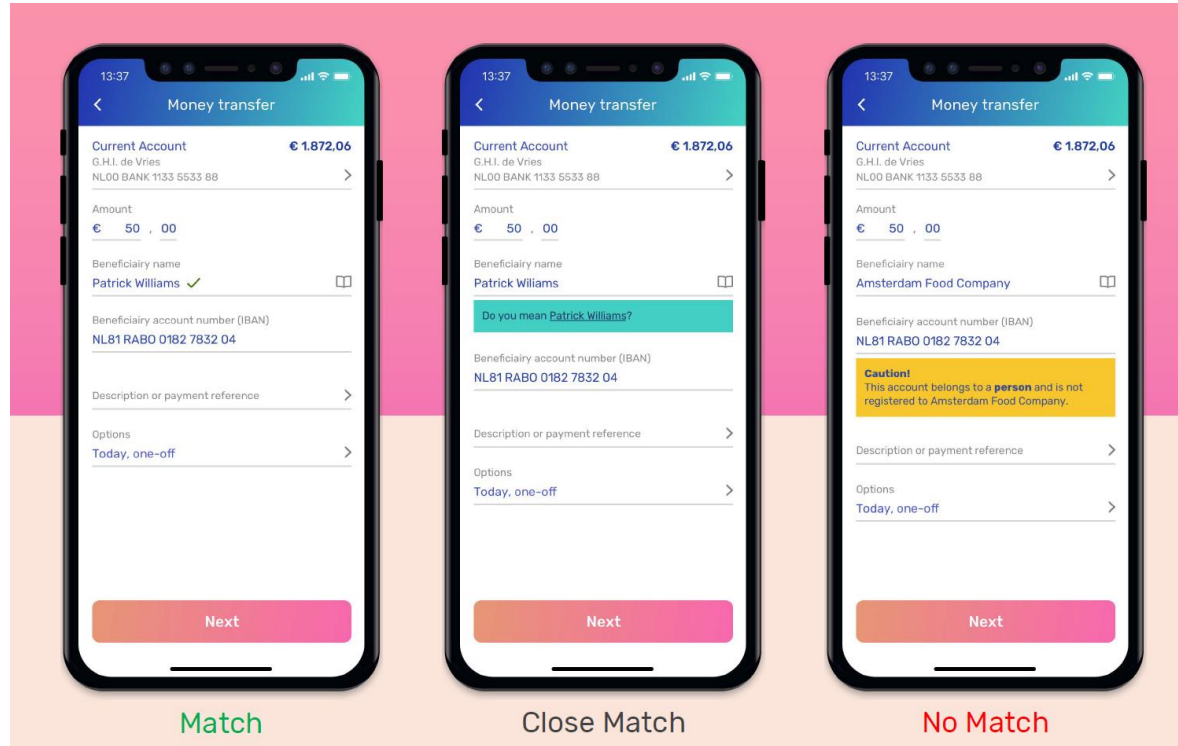 13:37
Money transfer
Current Account € 1.872,06
G.H.I. de Vries
NL00 BANK 1133 5533 88
Amount
€ 50 , 00
Beneficiairy name
Patrick Williams
Beneficiairy account number (IBAN)
NL81 RABO 0182 7832 04
Description or payment reference
Options
Today, one-off
Next
Match
13:37
Money transfer
Current Account € 1.872,06
G.H.I. de Vries
NL00 BANK 1133 5533 88
Amount
€ 50 , 00
Beneficiairy name
Patrick Wiliams
Do you mean Patrick Williams?
Beneficiairy account number (IBAN)
NL81 RABO 0182 7832 04
Description or payment reference
Options
Today, one-off
Next
Close Match
13:37
Money transfer
Current Account € 1.872,06
G.H.I. de Vries
NL00 BANK 1133 5533 88
Amount
€ 50 , 00
Beneficiairy name
Amsterdam Food Company
Beneficiairy account number (IBAN)
NL81 RABO 0182 7832 04
Caution!
This account belongs to a person and is not
registered to Amsterdam Food Company.
Description or payment reference
Options
Today, one-off
Next
No Match